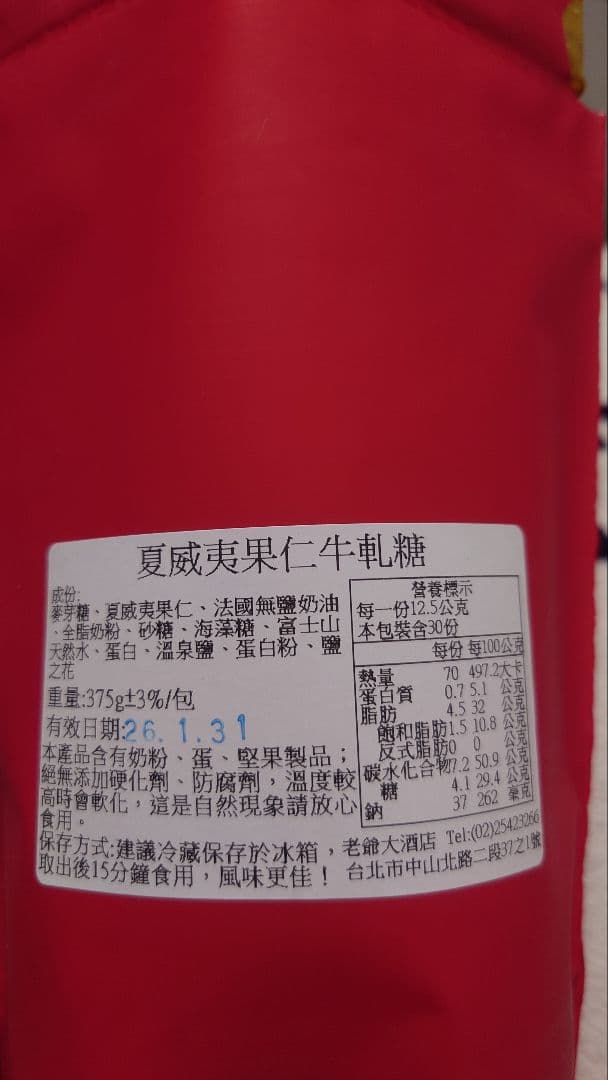 夏威夷果仁牛軋糖
成份:
麥芽糖、夏威夷果仁、法國無鹽奶油
、全脂奶粉、砂糖、海藻糖、富士山
天然水、蛋白、溫泉鹽、蛋白粉、鹽
之花
重量:375g±3%/包
有效日期:26. 1. 31
本產品含有奶粉、蛋、堅果製品；
絕無添加硬化劑、防腐劑，溫度較
高時會軟化，這是自然現象請放心
食用。
營養標示
每一份12.5公克
本包裝含30份
每份 每100公克
熱量 70 497.2大卡
蛋白質 0.7 5.1 公克
脂肪 4.5 32 公克
飽和脂肪1.5 10.8 公克
反式脂肪0 0 公克
碳水化合物7.2 50.9 公克
糖 4.1 29.4 公克
鈉 37 262 毫克
保存方式:建議冷藏保存於冰箱，
取出後15分鐘食用，風味更佳！
老爺大酒店 Tel:(02)25423266
台北市中山北路二段37之1號